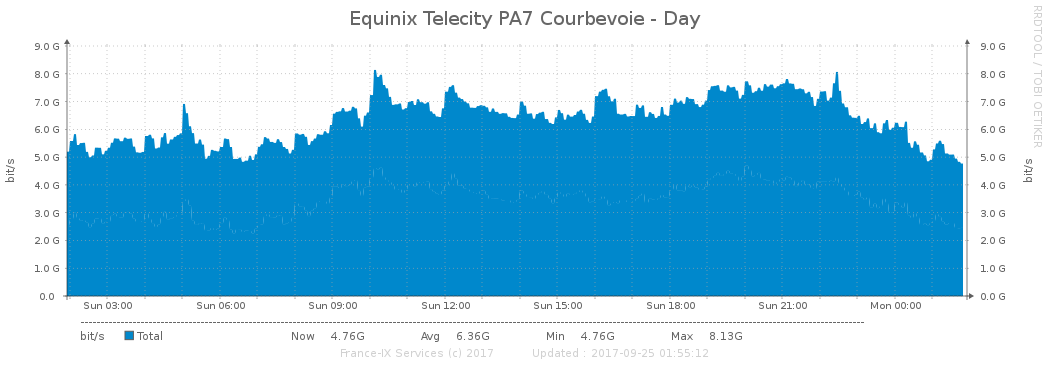 Equinix Telecity PA7 Courbevoie - Day
RRDTOOL / TOBI OETIKER
9.0 G 9.0 G
8.0 G 8.0 G
7.0 G 7.0 G
6.0 G 6.0 G
5.0 G 5.0 G
4.0 G 4.0 G
3.0 G 3.0 G
2.0 G 2.0 G
1.0 G 1.0 G
0.0 0.0 G
bit/s bit/s
Sun 03:00 Sun 06:00 Sun 09:00 Sun 12:00 Sun 15:00 Sun 18:00 Sun 21:00 Mon 00:00
bit/s Total Now 4.76G Avg 6.36G Min 4.76G Max 8.13G
France-IX Services (c) 2017 Updated : 2017-09-25 01:55:12